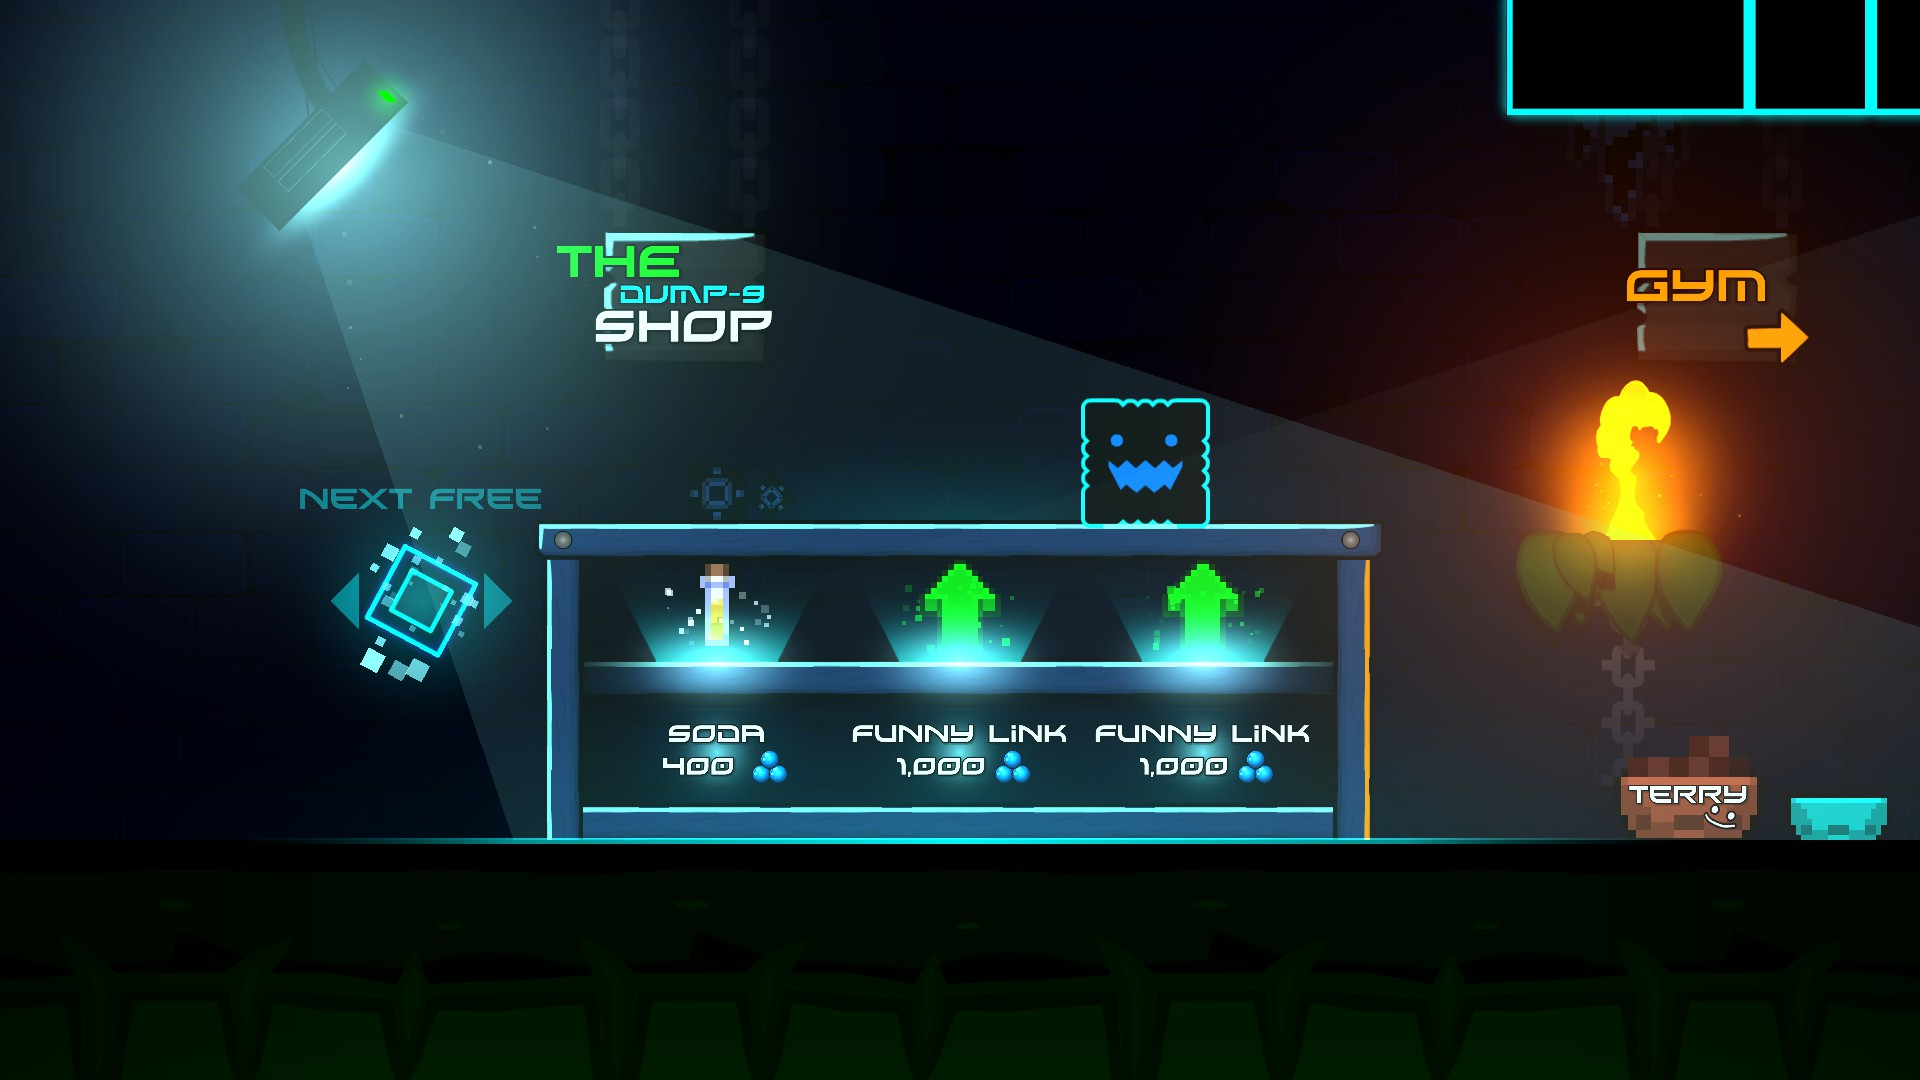 THE
DUMP-9
SHOP
GYM
NEXT FREE
SODA
400
FUNNY LINK
1,000
FUNNY LINK
1,000
TERRY